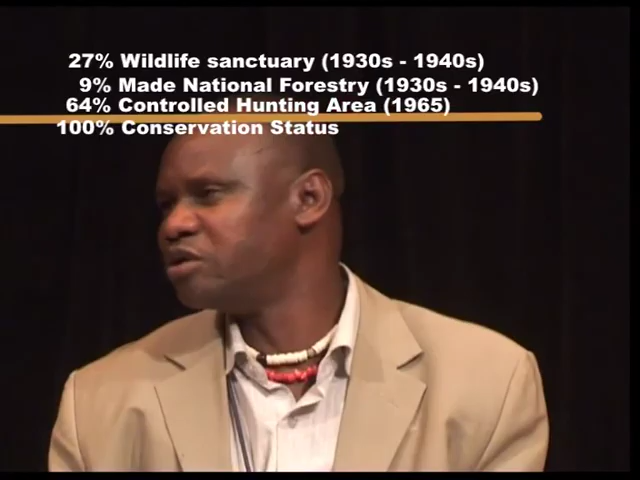 27% Wildlife sanctuary (1930s - 1940s)
9% Made National Forestry (1930s - 1940s)
64% Controlled Hunting Area (1965)
100% Conservation Status